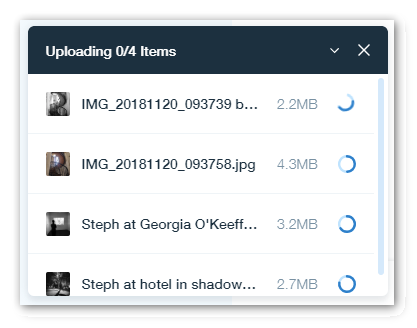 Uploading 0/4 Items
IMG_20181120_093739 b... 2.2MB
IMG_20181120_093758.jpg 4.3MB
Steph at Georgia O'Keeff... 3.2MB
Steph at hotel in shadow... 2.7MB